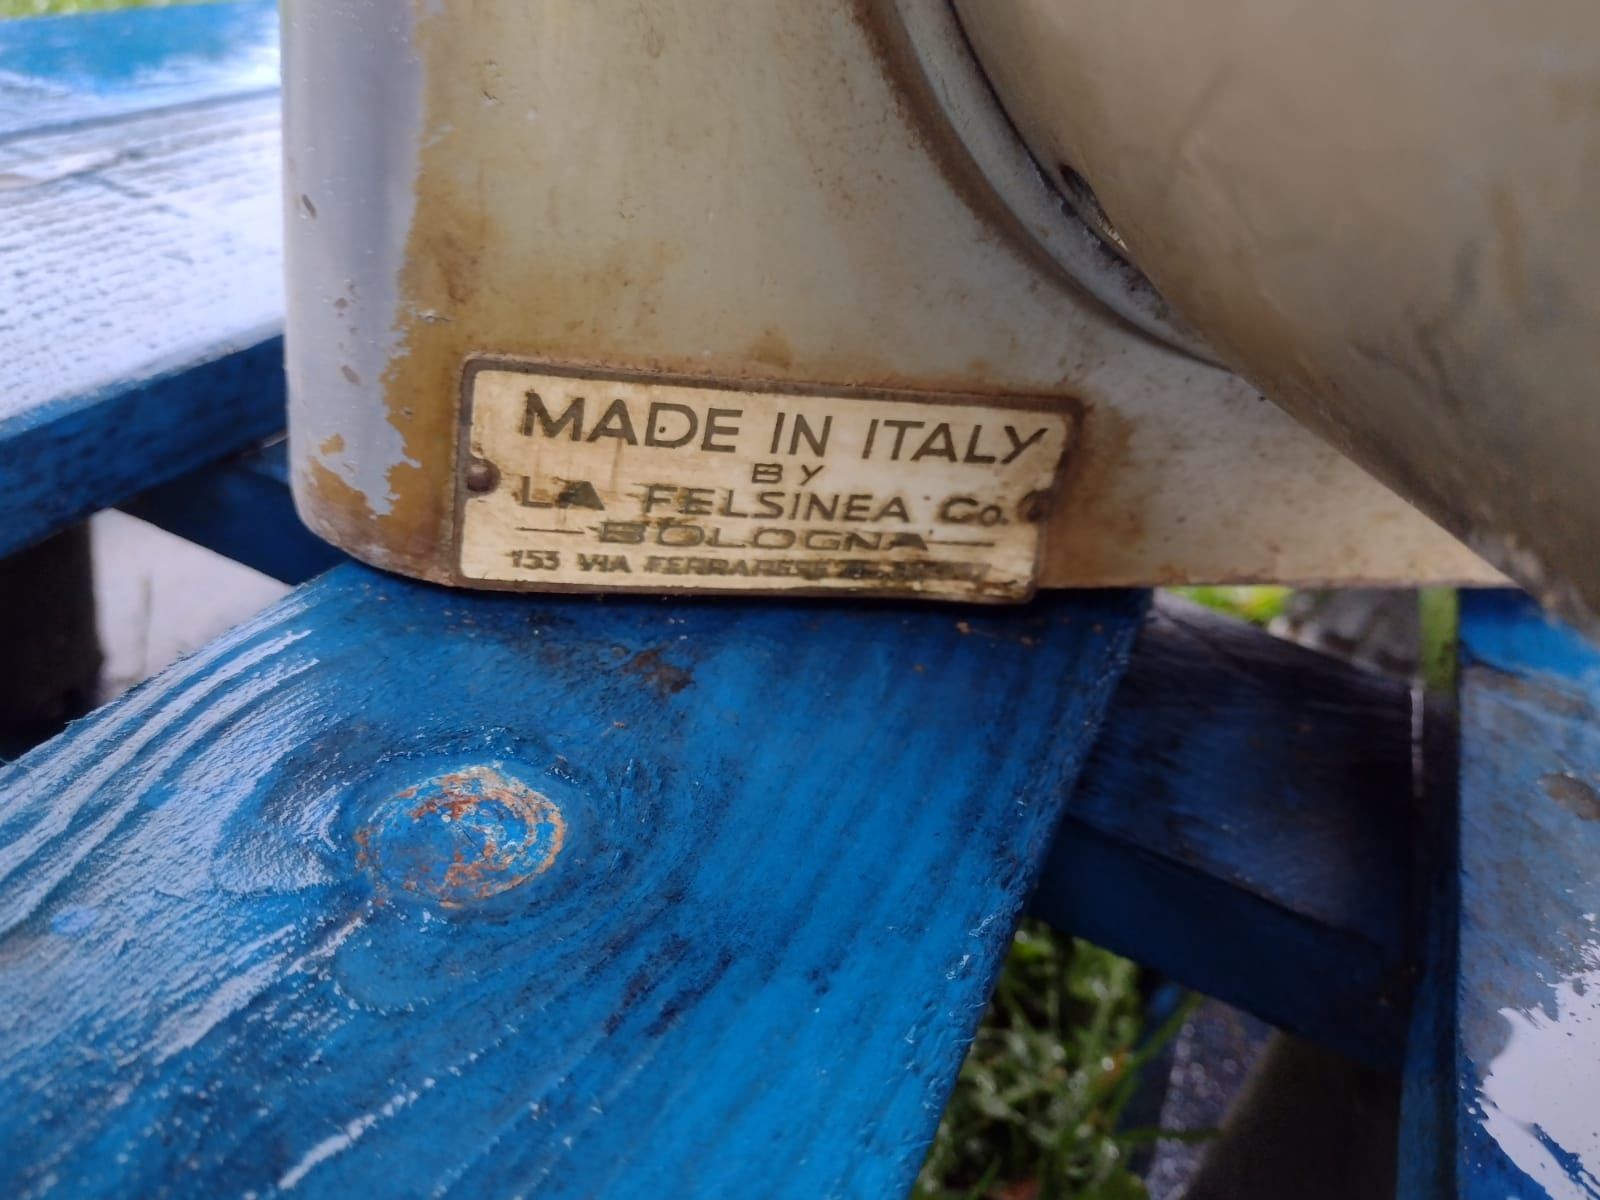 MADE IN ITALY
BY
LA FELSINEA Co.
BOLOGNA
153 VIA FERRARESE